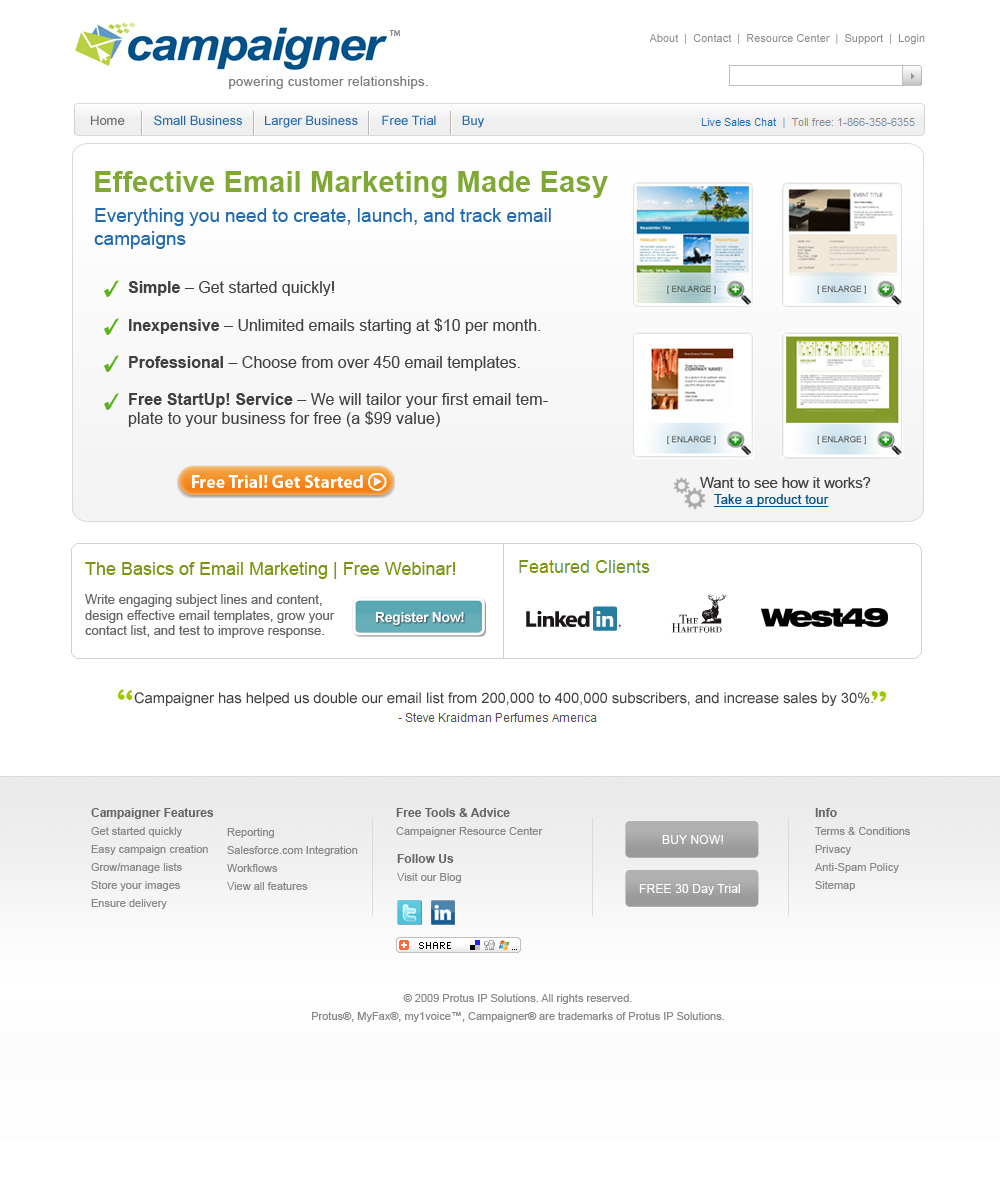 campaigner™
powering customer relationships.
About | Contact | Resource Center | Support | Login
Home
Small Business
Larger Business
Free Trial
Buy
Live Sales Chat | Toll free: 1-866-358-6355
Effective Email Marketing Made Easy
Everything you need to create, launch, and track email
campaigns
Simple – Get started quickly!
Inexpensive – Unlimited emails starting at $10 per month.
Professional – Choose from over 450 email templates.
Free StartUp! Service – We will tailor your first email tem-
plate to your business for free (a $99 value)
Free Trial! Get Started
Newsletter Title
[ ENLARGE ]
EVENT TITLE
[ ENLARGE ]
COMPANY NAME!
[ ENLARGE ]
[ ENLARGE ]
Want to see how it works?
Take a product tour
The Basics of Email Marketing | Free Webinar!
Write engaging subject lines and content,
design effective email templates, grow your
contact list, and test to improve response.
Register Now!
Featured Clients
Linked in
THE
HARTFORD
West49
“Campaigner has helped us double our email list from 200,000 to 400,000 subscribers, and increase sales by 30%.”
- Steve Kraidman Perfumes America
Campaigner Features
Get started quickly
Easy campaign creation
Grow/manage lists
Store your images
Ensure delivery
Reporting
Salesforce.com Integration
Workflows
View all features
Free Tools & Advice
Campaigner Resource Center
Follow Us
Visit our Blog
t in
SHARE ...
BUY NOW!
FREE 30 Day Trial
Info
Terms & Conditions
Privacy
Anti-Spam Policy
Sitemap
© 2009 Protus IP Solutions. All rights reserved.
Protus®, MyFax®, my1voice™, Campaigner® are trademarks of Protus IP Solutions.